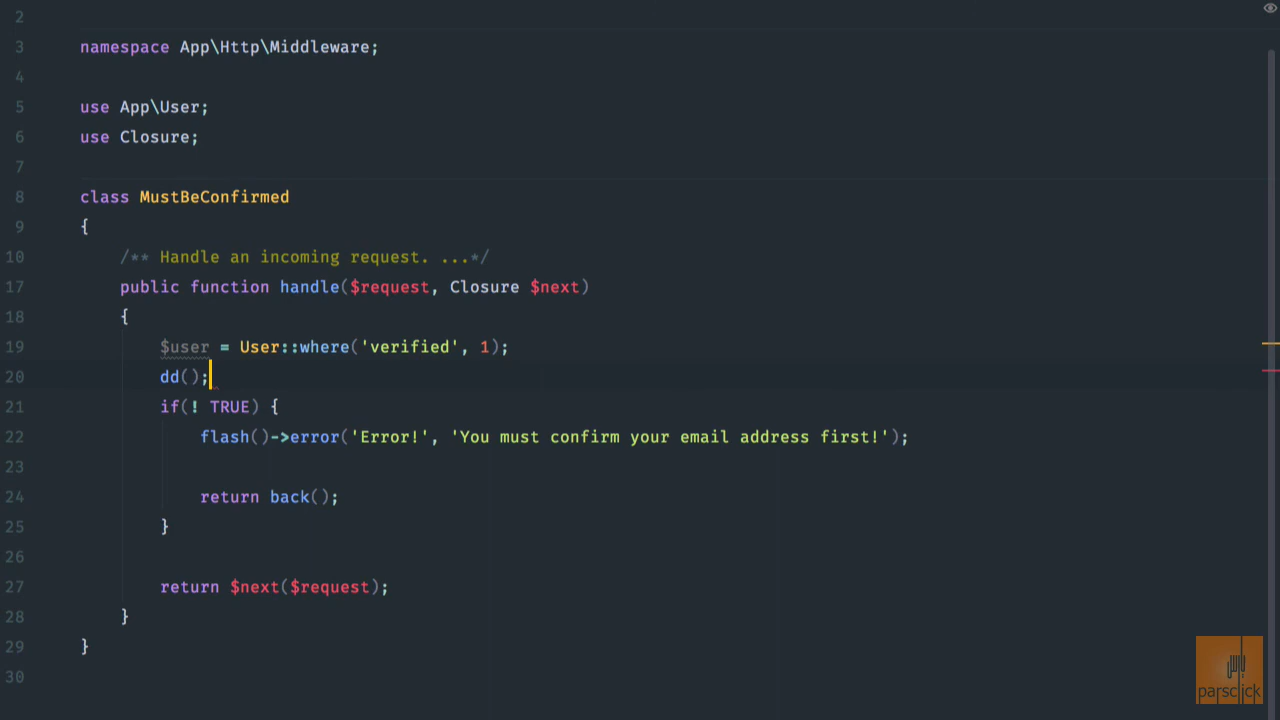 2
3 namespace App\Http\Middleware;
4
5 use App\User;
6 use Closure;
7
8 class MustBeConfirmed
9 {
10 /** Handle an incoming request. ...*/
17 public function handle($request, Closure $next)
18 {
19 $user = User::where('verified', 1);
20 dd();
21 if(! TRUE) {
22 flash()->error('Error!', 'You must confirm your email address first!');
23
24 return back();
25 }
26
27 return $next($request);
28 }
29 }
30
parsclick